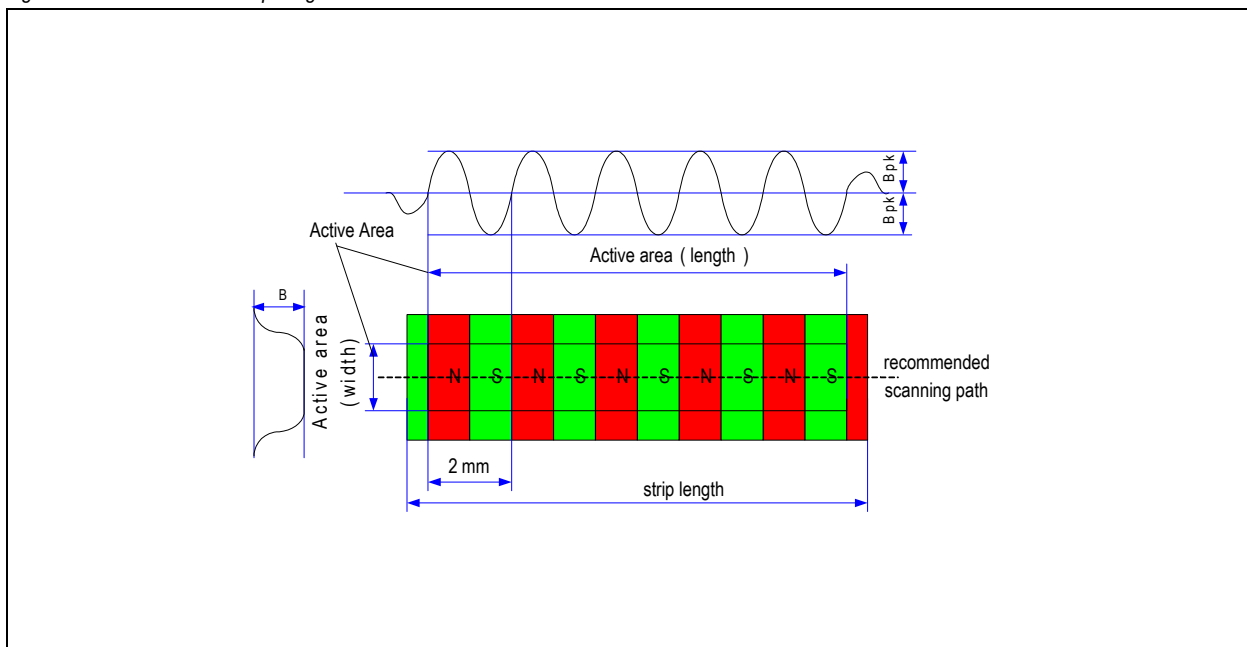 Bpk
Bpk
Active Area
Active area ( length )
B
Active area
(width)
N S N S N S N S N S
recommended
scanning path
2 mm
strip length